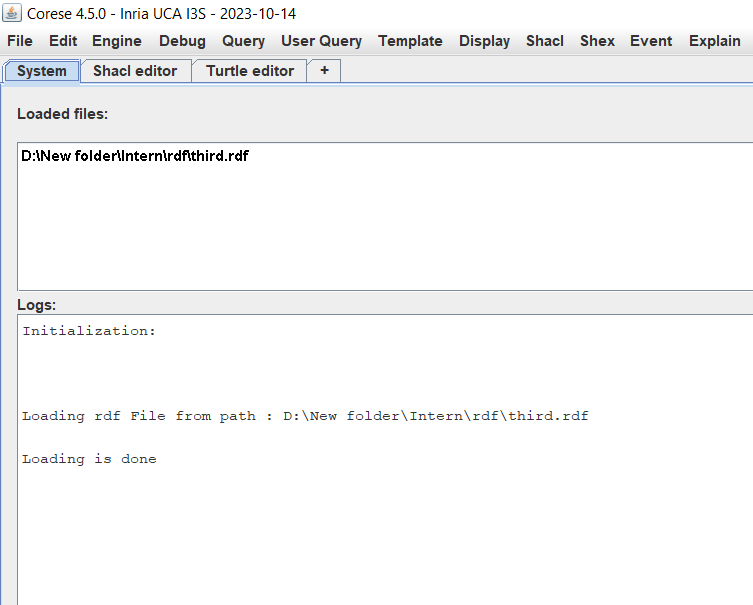 Corese 4.5.0 - Inria UCA I3S - 2023-10-14
File Edit Engine Debug Query User Query Template Display Shacl Shex Event Explain
System Shacl editor Turtle editor +
Loaded files:
D:\New folder\Intern\rdf\third.rdf
Logs:
Initialization:
Loading rdf File from path : D:\New folder\Intern\rdf\third.rdf
Loading is done